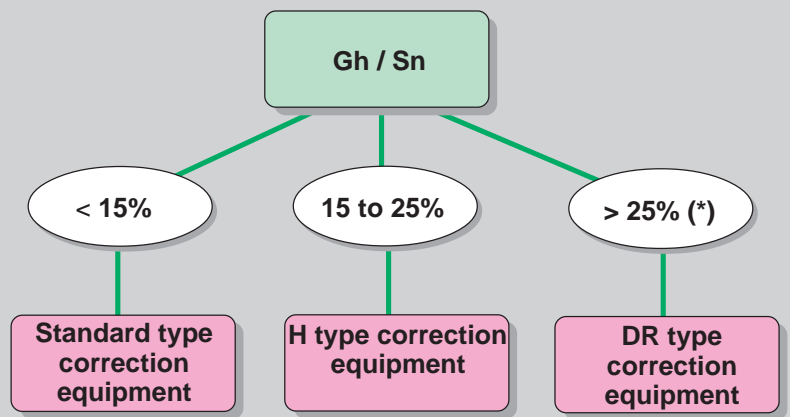 Gh / Sn
< 15%
15 to 25%
> 25% (*)
Standard type
correction
equipment
H type correction
equipment
DR type
correction
equipment